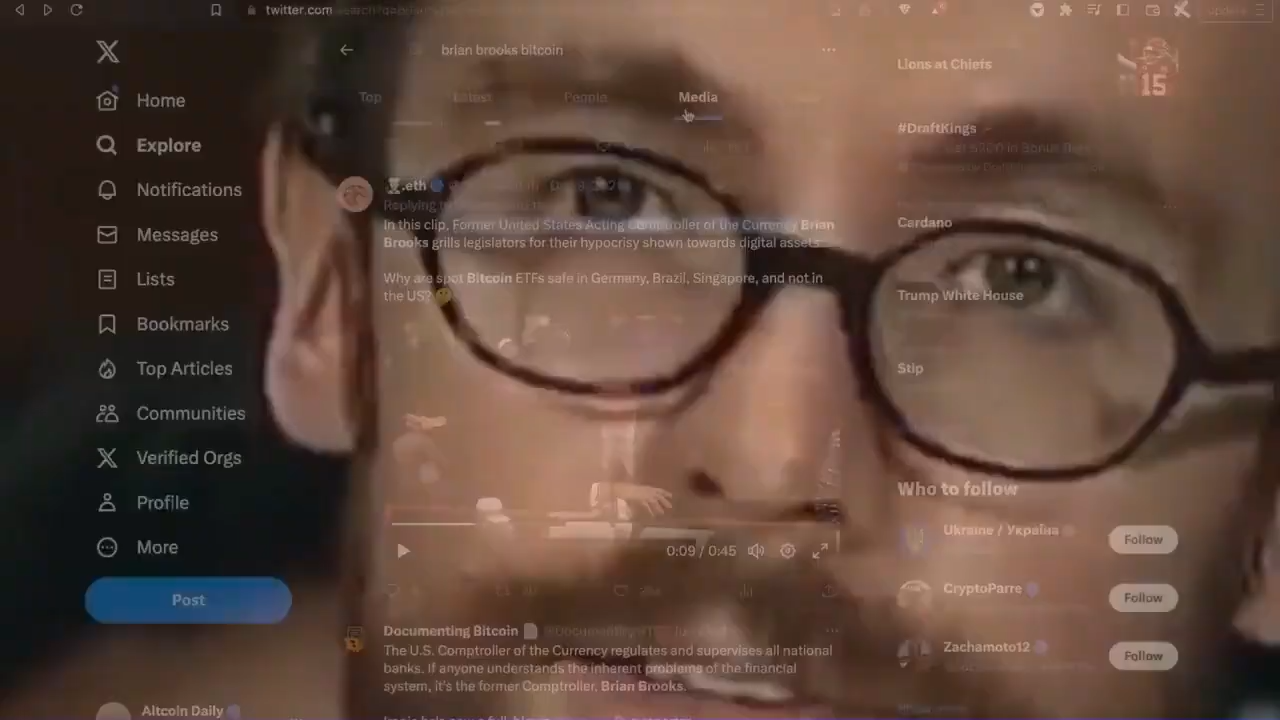 twitter.com
brian brooks bitcoin
Top
Latest
People
Media
Home
Explore
Notifications
Messages
Lists
Bookmarks
Top Articles
Communities
Verified Orgs
Profile
More
Post
Altcoin Daily
.eth
Replying to
In this clip, Former United States Acting Comptroller of the Currency Brian
Brooks grills legislators for their hypocrisy shown towards digital assets.
Why are spot Bitcoin ETFs safe in Germany, Brazil, Singapore, and not in
the US?
0:09 / 0:45
Documenting Bitcoin
The U.S. Comptroller of the Currency regulates and supervises all national
banks. If anyone understands the inherent problems of the financial
system, it's the former Comptroller. Brian Brooks.
Lions at Chiefs
15
#DraftKings
Cardano
Trump White House
Stip
Who to follow
Ukraine / Україна
Follow
CryptoParre
Follow
Zachamoto12
Follow